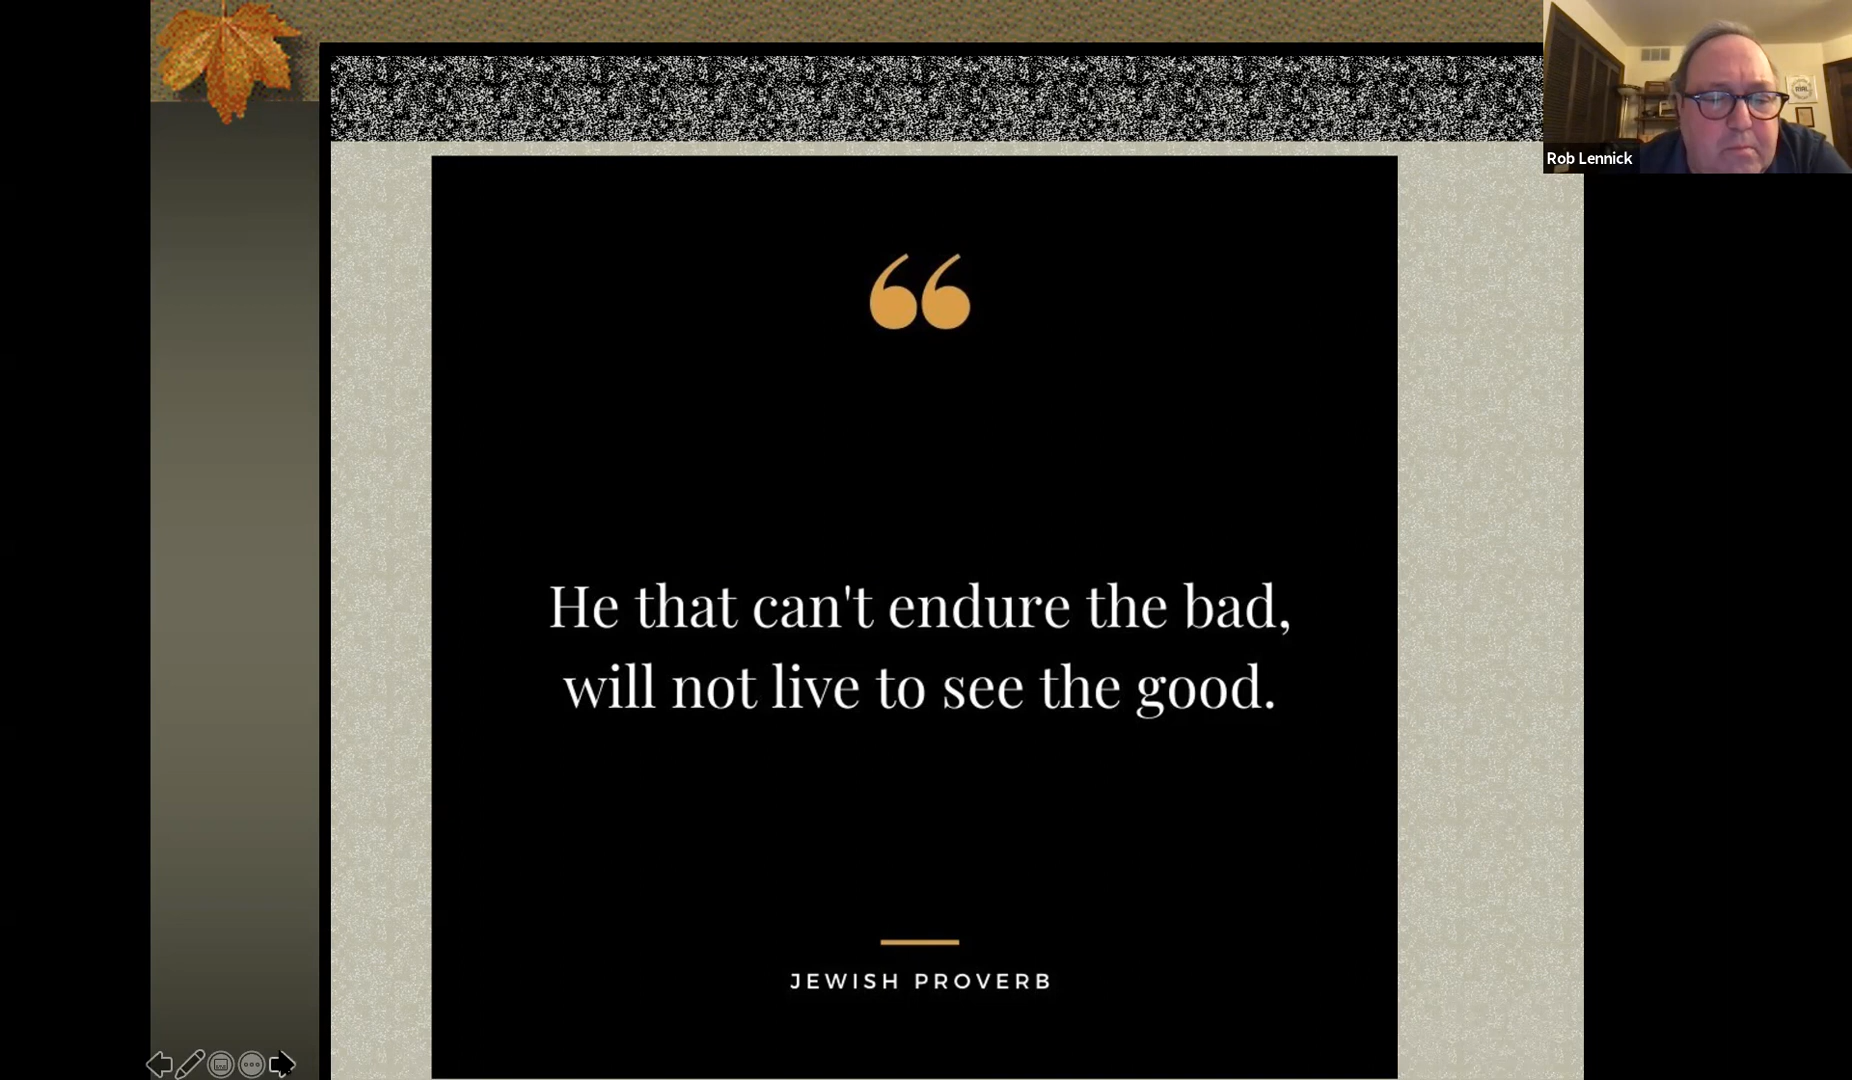 Rob Lennick
He that can't endure the bad,
will not live to see the good.
JEWISH PROVERB